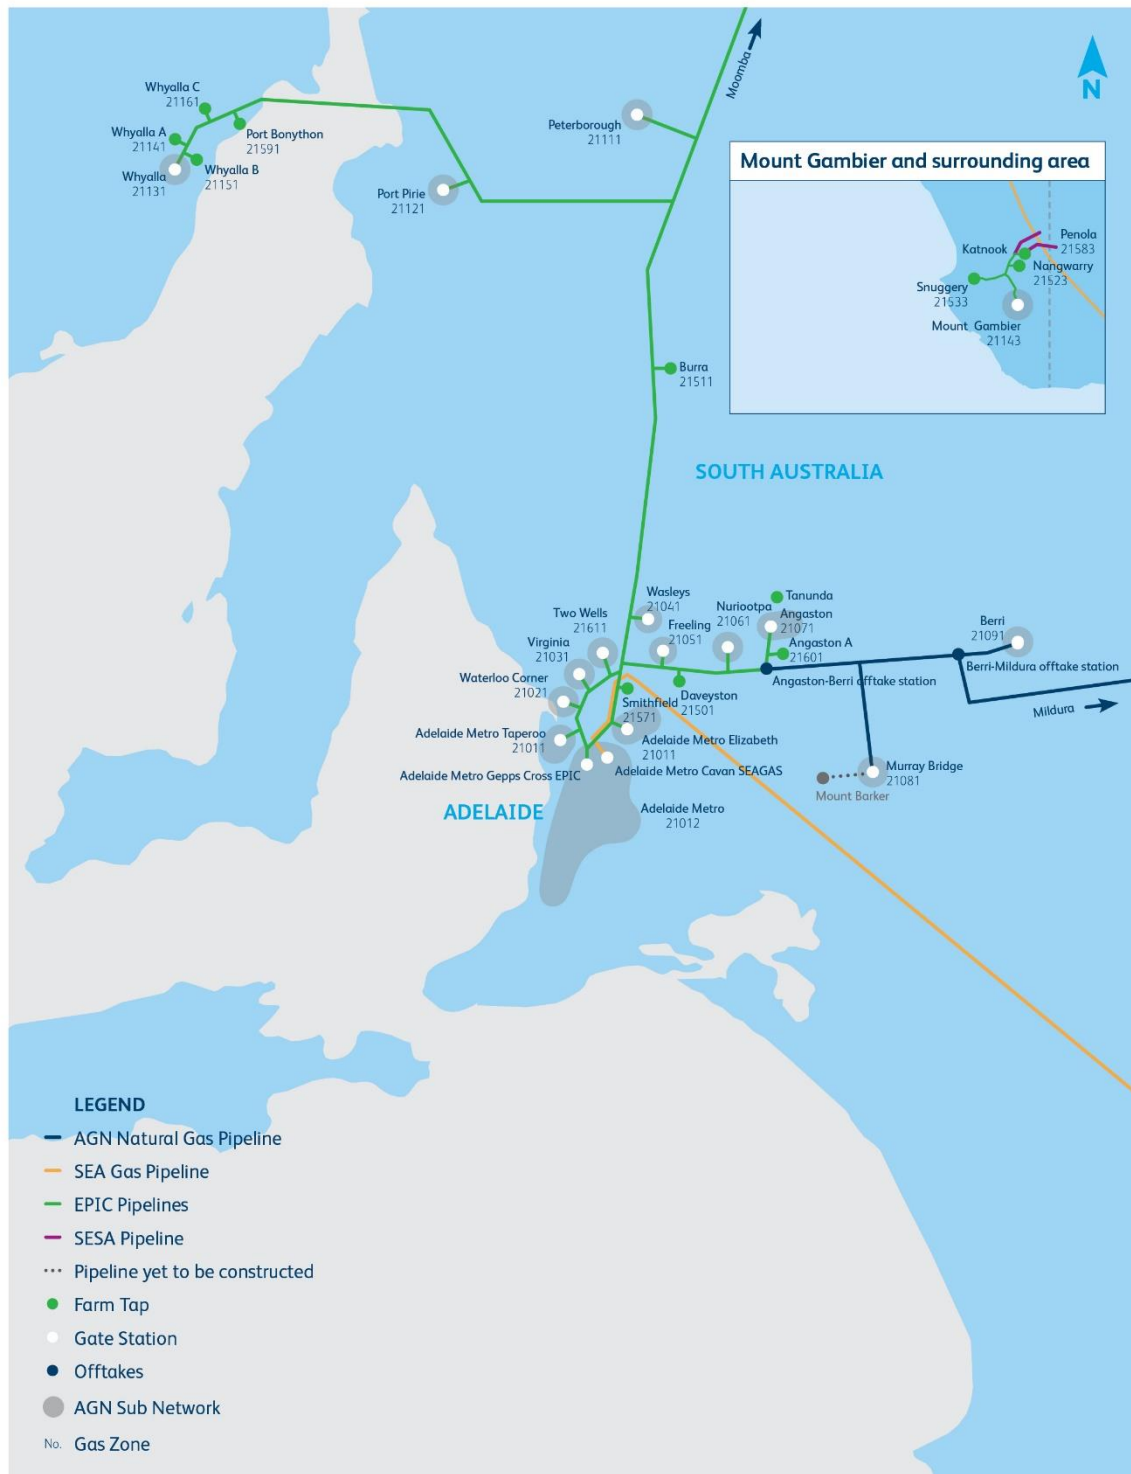 Moomba
N
Whyalla C
21161
Whyalla A
21141
Port Bonython
21591
Whyalla
21131
Whyalla B
21151
Peterborough
21111
Port Pirie
21121
Mount Gambier and surrounding area
Katnook
Penola
21583
Nangwarry
21523
Snuggery
21533
Mount Gambier
21143
Burra
21511
SOUTH AUSTRALIA
Wasleys
21041
Two Wells
21611
Virginia
21031
Freeling
21051
Nuriootpa
21061
Tanunda
Angaston
21071
Angaston A
21601
Berri
21091
Berri-Mildura offtake station
Angaston-Berri offtake station
Mildura
Waterloo Corner
21021
Smithfield
21571
Daveyston
21501
Adelaide Metro Taperoo
21011
Adelaide Metro Elizabeth
21011
Adelaide Metro Gepps Cross EPIC
Adelaide Metro Cavan SEAGAS
Murray Bridge
21081
Mount Barker
ADELAIDE
Adelaide Metro
21012
LEGEND
AGN Natural Gas Pipeline
SEA Gas Pipeline
EPIC Pipelines
SESA Pipeline
Pipeline yet to be constructed
Farm Tap
Gate Station
Offtakes
AGN Sub Network
No. Gas Zone